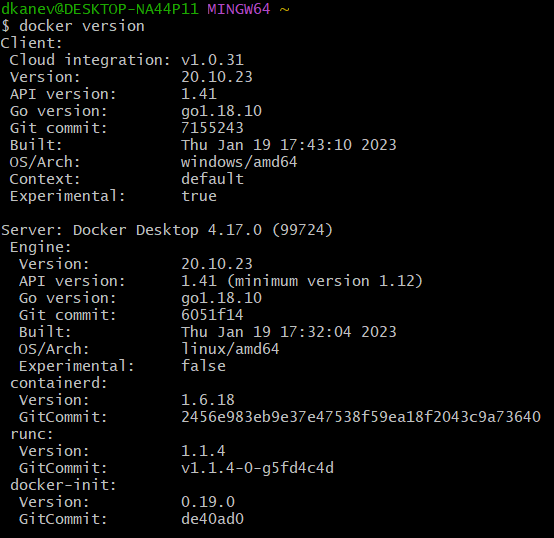 dkanev@DESKTOP-NA44P11 MINGW64 ~
$ docker version
Client:
 Cloud integration: v1.0.31
 Version:           20.10.23
 API version:       1.41
 Go version:        go1.18.10
 Git commit:        7155243
 Built:             Thu Jan 19 17:43:10 2023
 OS/Arch:           windows/amd64
 Context:           default
 Experimental:      true

Server: Docker Desktop 4.17.0 (99724)
 Engine:
  Version:          20.10.23
  API version:      1.41 (minimum version 1.12)
  Go version:       go1.18.10
  Git commit:       6051f14
  Built:            Thu Jan 19 17:32:04 2023
  OS/Arch:          linux/amd64
  Experimental:     false
 containerd:
  Version:          1.6.18
  GitCommit:        2456e983eb9e37e47538f59ea18f2043c9a73640
 runc:
  Version:          1.1.4
  GitCommit:        v1.1.4-0-g5fd4c4d
 docker-init:
  Version:          0.19.0
  GitCommit:        de40ad0